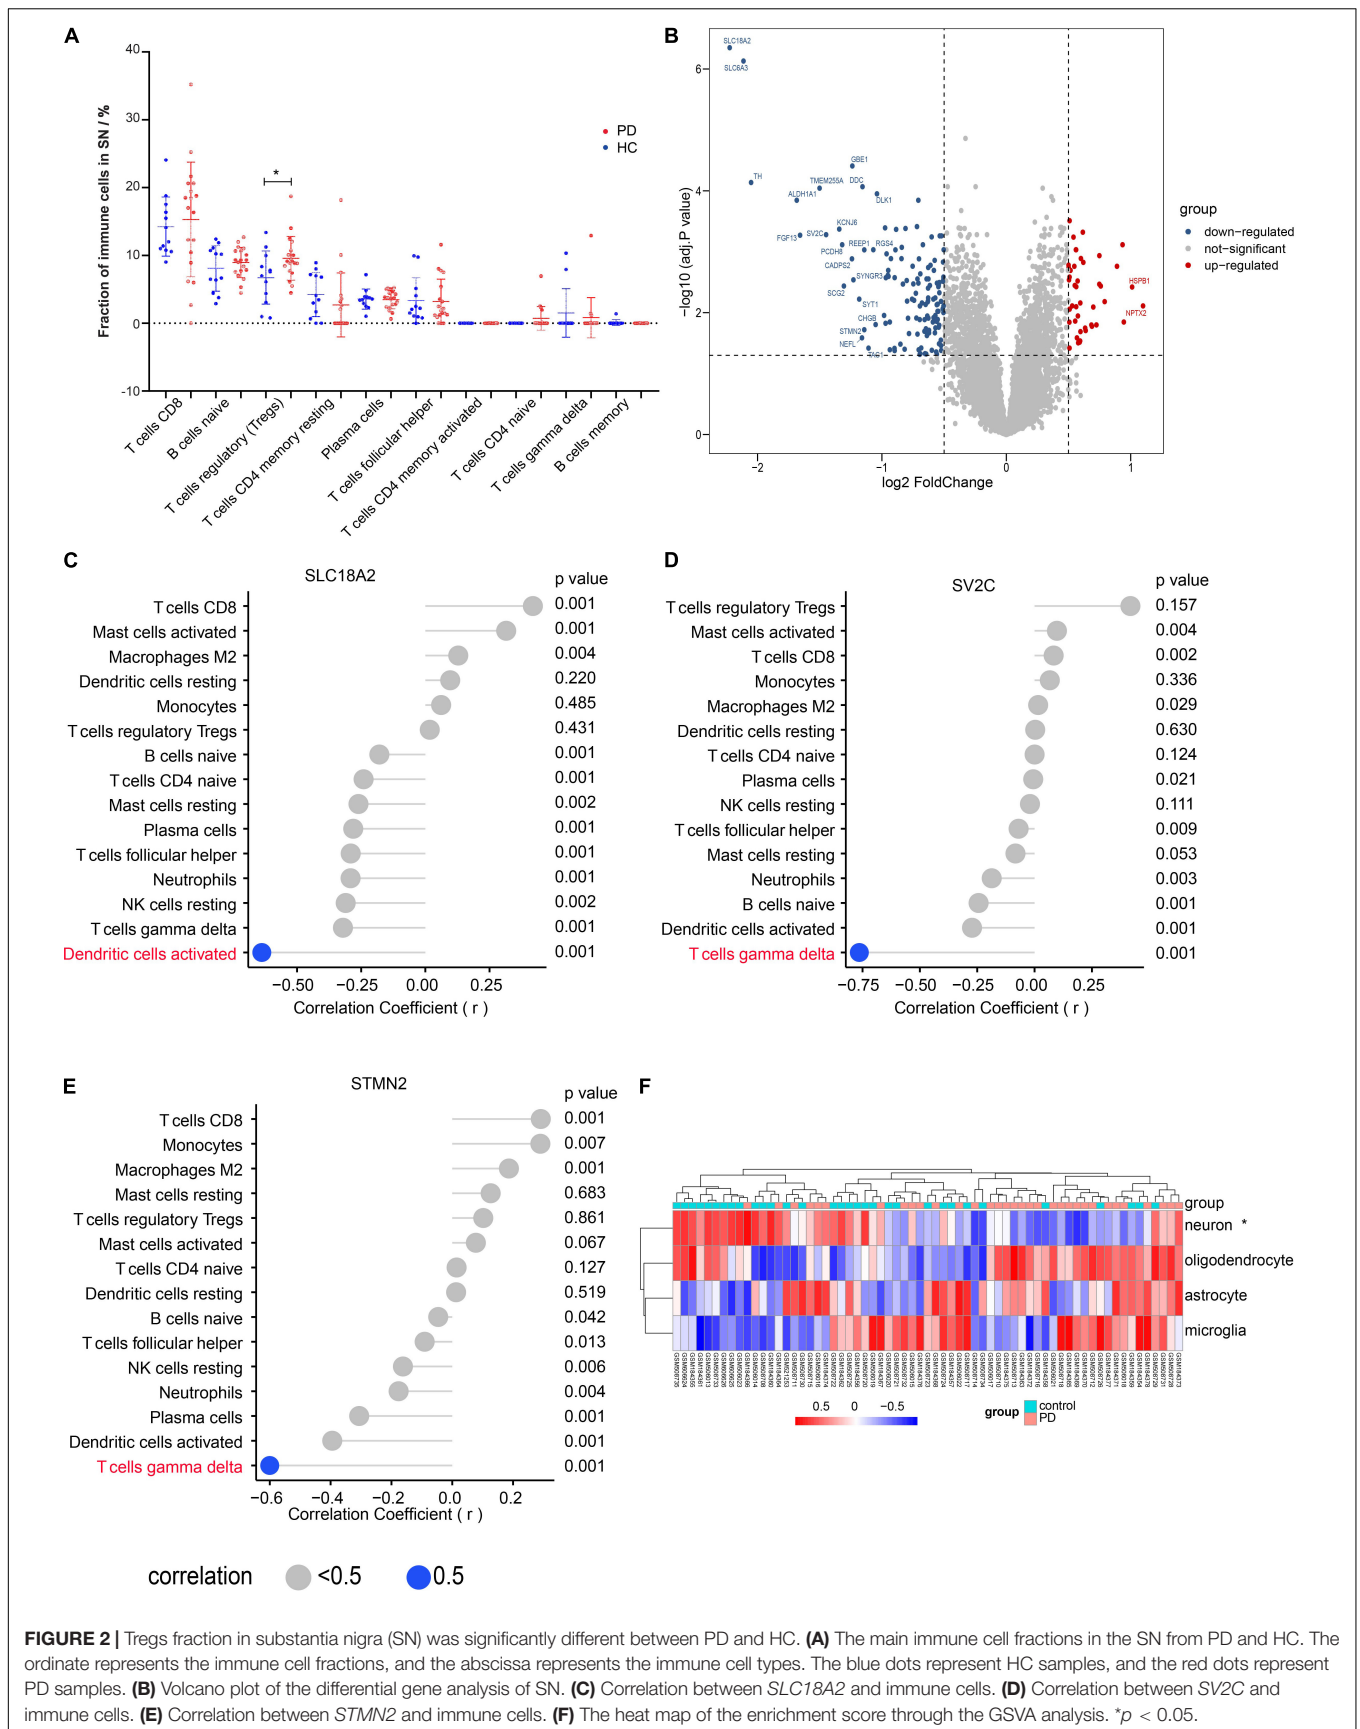 A
40
30
20
10
0
-10
Fraction of immune cells in SN / %
*
PD
HC
T cells CD8
B cells naive
T cells regulatory (Tregs)
T cells CD4 memory resting
Plasma cells
T cells follicular helper
T cells CD4 memory activated
T cells CD4 naive
T cells gamma delta
B cells memory
B
SLC18A2
SLC6A3
GBE1
TH
TMEM255A
DDC
ALDH1A1
DLK1
KCNJ6
FGF13
SV2C
REEP1
RGS4
PCDH8
CADPS2
SYNGR3
SCG2
SYT1
CHGB
STMN2
NEFL
TAC1
HSPB1
NPTX2
6
4
2
0
−log10 (adj.P value)
−2
−1
0
1
log2 FoldChange
group
down-regulated
not-significant
up-regulated
C
SLC18A2
p value
T cells CD8 0.001
Mast cells activated 0.001
Macrophages M2 0.004
Dendritic cells resting 0.220
Monocytes 0.485
T cells regulatory Tregs 0.431
B cells naive 0.001
T cells CD4 naive 0.001
Mast cells resting 0.002
Plasma cells 0.001
T cells follicular helper 0.001
Neutrophils 0.001
NK cells resting 0.002
T cells gamma delta 0.001
Dendritic cells activated 0.001
−0.50 −0.25 0.00 0.25
Correlation Coefficient ( r )
D
SV2C
p value
T cells regulatory Tregs 0.157
Mast cells activated 0.004
T cells CD8 0.002
Monocytes 0.336
Macrophages M2 0.029
Dendritic cells resting 0.630
T cells CD4 naive 0.124
Plasma cells 0.021
NK cells resting 0.111
T cells follicular helper 0.009
Mast cells resting 0.053
Neutrophils 0.003
B cells naive 0.001
Dendritic cells activated 0.001
T cells gamma delta 0.001
−0.75 −0.50 −0.25 0.00 0.25
Correlation Coefficient ( r )
E
STMN2
p value
T cells CD8 0.001
Monocytes 0.007
Macrophages M2 0.001
Mast cells resting 0.683
T cells regulatory Tregs 0.861
Mast cells activated 0.067
T cells CD4 naive 0.127
Dendritic cells resting 0.519
B cells naive 0.042
T cells follicular helper 0.013
NK cells resting 0.006
Neutrophils 0.004
Plasma cells 0.001
Dendritic cells activated 0.001
T cells gamma delta 0.001
−0.6 −0.4 −0.2 0.0 0.2
Correlation Coefficient ( r )
correlation <0.5 0.5
F
group
neuron *
oligodendrocyte
astrocyte
microglia
0.5 0 −0.5
group control
PD
FIGURE 2 | Tregs fraction in substantia nigra (SN) was significantly different between PD and HC. (A) The main immune cell fractions in the SN from PD and HC. The
ordinate represents the immune cell fractions, and the abscissa represents the immune cell types. The blue dots represent HC samples, and the red dots represent
PD samples. (B) Volcano plot of the differential gene analysis of SN. (C) Correlation between SLC18A2 and immune cells. (D) Correlation between SV2C and
immune cells. (E) Correlation between STMN2 and immune cells. (F) The heat map of the enrichment score through the GSVA analysis. *p < 0.05.